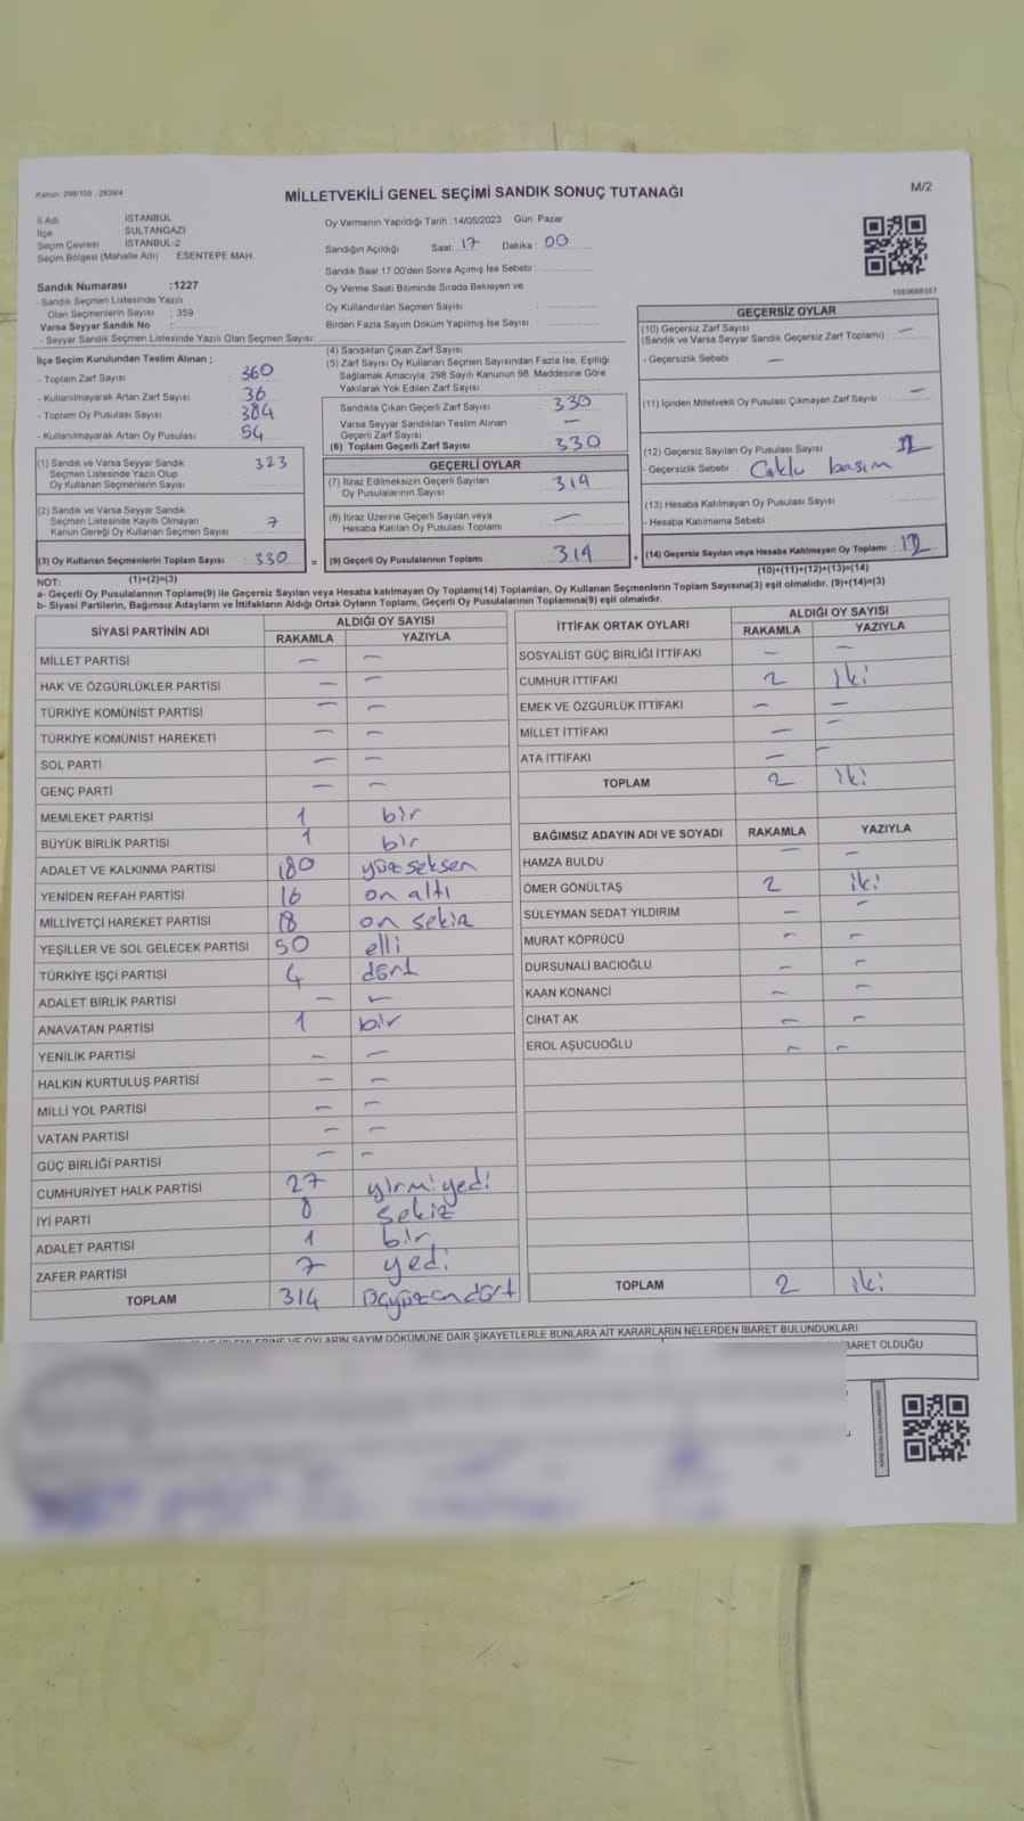 Kanun: 298/105 - 2839/4
MİLLETVEKİLİ GENEL SEÇİMİ SANDIK SONUÇ TUTANAĞI
M/2
İl Adı : İSTANBUL
İlçe : SULTANGAZİ
Seçim Çevresi : İSTANBUL-2
Seçim Bölgesi (Mahalle Adı) ESENTEPE MAH.
Sandık Numarası :1227
- Sandık Seçmen Listesinde Yazılı
Olan Seçmenlerin Sayısı : 359
Varsa Seyyar Sandık No :
- Seyyar Sandık Seçmen Listesinde Yazılı Olan Seçmen Sayısı:
Oy Vermenin Yapıldığı Tarih :14/05/2023 Gün: Pazar
Sandığın Açıldığı Saat: 17 Dakika: 00
Sandık Saat 17.00'den Sonra Açılmış İse Sebebi:
Oy Verme Saati Bitiminde Sırada Bekleyen ve
Oy Kullandırılan Seçmen Sayısı :
Birden Fazla Sayım Döküm Yapılmış İse Sayısı :
İlçe Seçim Kurulundan Teslim Alınan ;
- Toplam Zarf Sayısı : 360
- Kullanılmayarak Artan Zarf Sayısı : 36
- Toplam Oy Pusulası Sayısı : 384
- Kullanılmayarak Artan Oy Pusulası : 54
(1) Sandık ve Varsa Seyyar Sandık
Seçmen Listesinde Yazılı Olup
Oy Kullanan Seçmenlerin Sayısı : 323
(2) Sandık ve Varsa Seyyar Sandık
Seçmen Listesinde Kayıtlı Olmayan
Kanun Gereği Oy Kullanan Seçmen Sayısı : 7
(3) Oy Kullanan Seçmenlerin Toplam Sayısı : 330
(1)+(2)=(3)
(4) Sandıktan Çıkan Zarf Sayısı
(5) Zarf Sayısı Oy Kullanan Seçmen Sayısından Fazla İse, Eşitliği
Sağlamak Amacıyla, 298 Sayılı Kanunun 98. Maddesine Göre
Yakılarak Yok Edilen Zarf Sayısı :
Sandıkta Çıkan Geçerli Zarf Sayısı : 330
Varsa Seyyar Sandıktan Teslim Alınan
Geçerli Zarf Sayısı : —
(6) Toplam Geçerli Zarf Sayısı : 330
GEÇERLİ OYLAR
(7) İtiraz Edilmeksizin Geçerli Sayılan
Oy Pusulalarının Sayısı : 314
(8) İtiraz Üzerine Geçerli Sayılan veya
Hesaba Katılan Oy Pusulası Toplamı : —
= (9) Geçerli Oy Pusulalarının Toplamı : 314
GEÇERSİZ OYLAR
(10) Geçersiz Zarf Sayısı
(Sandık ve Varsa Seyyar Sandık Geçersiz Zarf Toplamı) : —
- Geçersizlik Sebebi : —
(11) İçinden Milletvekili Oy Pusulası Çıkmayan Zarf Sayısı : —
(12) Geçersiz Sayılan Oy Pusulası Sayısı : 12
- Geçersizlik Sebebi : Çoklu basım
(13) Hesaba Katılmayan Oy Pusulası Sayısı :
- Hesaba Katılmama Sebebi :
+ (14) Geçersiz Sayılan veya Hesaba Katılmayan Oy Toplamı : 12
(10)+(11)+(12)+(13)=(14)
NOT:
a- Geçerli Oy Pusulalarının Toplamı(9) ile Geçersiz Sayılan veya Hesaba katılmayan Oy Toplamı(14) Toplamları, Oy Kullanan Seçmenlerin Toplam Sayısına(3) eşit olmalıdır. (9)+(14)=(3)
b- Siyasi Partilerin, Bağımsız Adayların ve İttifakların Aldığı Ortak Oyların Toplamı, Geçerli Oy Pusulalarının Toplamına(9) eşit olmalıdır.
SİYASİ PARTİNİN ADI ALDIĞI OY SAYISI
RAKAMLA YAZIYLA
MİLLET PARTİSİ — —
HAK VE ÖZGÜRLÜKLER PARTİSİ — —
TÜRKİYE KOMÜNİST PARTİSİ — —
TÜRKİYE KOMÜNİST HAREKETİ — —
SOL PARTİ — —
GENÇ PARTİ — —
MEMLEKET PARTİSİ 1 bir
BÜYÜK BİRLİK PARTİSİ 1 bir
ADALET VE KALKINMA PARTİSİ 180 yüz seksen
YENİDEN REFAH PARTİSİ 16 on altı
MİLLİYETÇİ HAREKET PARTİSİ 18 on sekiz
YEŞİLLER VE SOL GELECEK PARTİSİ 50 elli
TÜRKİYE İŞÇİ PARTİSİ 4 dört
ADALET BİRLİK PARTİSİ — —
ANAVATAN PARTİSİ 1 bir
YENİLİK PARTİSİ — —
HALKIN KURTULUŞ PARTİSİ — —
MİLLİ YOL PARTİSİ — —
VATAN PARTİSİ — —
GÜÇ BİRLİĞİ PARTİSİ — —
CUMHURİYET HALK PARTİSİ 27 yirmi yedi
İYİ PARTİ 8 sekiz
ADALET PARTİSİ 1 bir
ZAFER PARTİSİ 7 yedi
TOPLAM 314 üçyüzondört
İTTİFAK ORTAK OYLARI ALDIĞI OY SAYISI
RAKAMLA YAZIYLA
SOSYALİST GÜÇ BİRLİĞİ İTTİFAKI — —
CUMHUR İTTİFAKI 2 iki
EMEK VE ÖZGÜRLÜK İTTİFAKI — —
MİLLET İTTİFAKI — —
ATA İTTİFAKI — —
TOPLAM 2 iki
BAĞIMSIZ ADAYIN ADI VE SOYADI RAKAMLA YAZIYLA
HAMZA BULDU — —
ÖMER GÖNÜLTAŞ 2 iki
SÜLEYMAN SEDAT YILDIRIM — —
MURAT KÖPRÜCÜ — —
DURSUNALİ BACIOĞLU — —
KAAN KONANCİ — —
CİHAT AK — —
EROL AŞUCUOĞLU — —
TOPLAM 2 iki
VE OYLARIN SAYIM DÖKÜMÜNE DAİR ŞİKAYETLERLE BUNLARA AİT KARARLARIN NELERDEN İBARET BULUNDUKLARI
BARET OLDUĞU